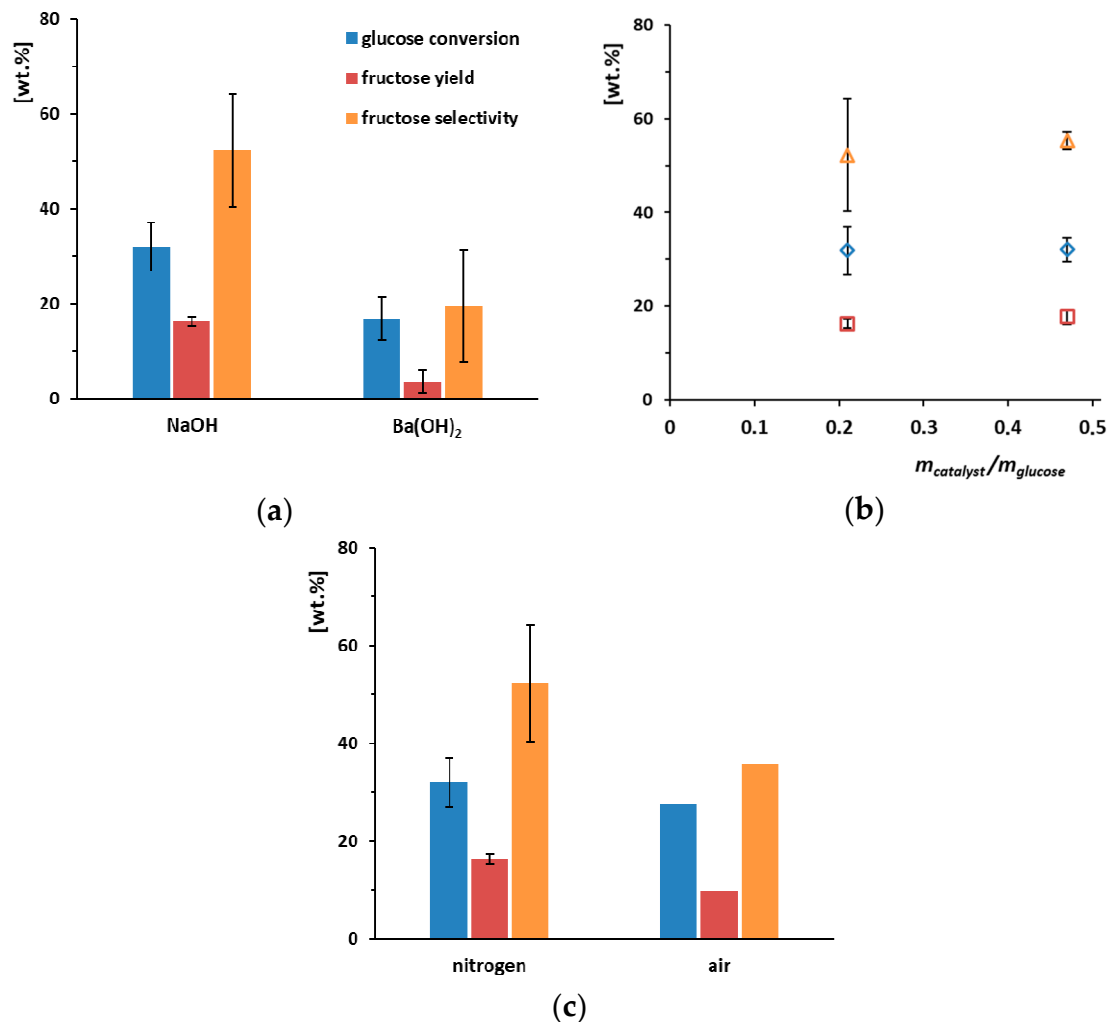 80
60
40
20
0
[wt.%]
glucose conversion
fructose yield
fructose selectivity
NaOH
Ba(OH)2
(a)
80
60
40
20
0
[wt.%]
0 0.1 0.2 0.3 0.4 0.5
mcatalyst/mglucose
(b)
80
60
40
20
0
[wt.%]
nitrogen
air
(c)